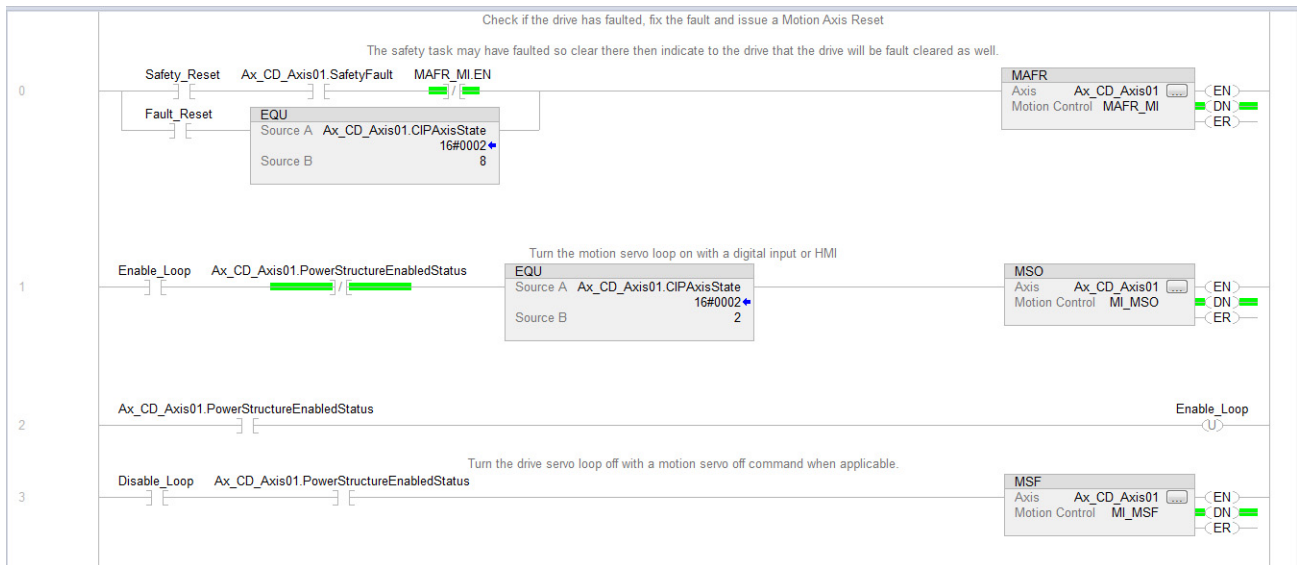 Check if the drive has faulted, fix the fault and issue a Motion Axis Reset
The safety task may have faulted so clear there then indicate to the drive that the drive will be fault cleared as well.
0
Safety_Reset Ax_CD_Axis01.SafetyFault MAFR_MI.EN
/
Fault_Reset
EQU
Source A Ax_CD_Axis01.CIPAxisState
16#0002
Source B 8
MAFR
Axis Ax_CD_Axis01 ...
Motion Control MAFR_MI
EN
DN
ER
Turn the motion servo loop on with a digital input or HMI
1
Enable_Loop Ax_CD_Axis01.PowerStructureEnabledStatus
/
EQU
Source A Ax_CD_Axis01.CIPAxisState
16#0002
Source B 2
MSO
Axis Ax_CD_Axis01 ...
Motion Control MI_MSO
EN
DN
ER
2
Ax_CD_Axis01.PowerStructureEnabledStatus
Enable_Loop
U
Turn the drive servo loop off with a motion servo off command when applicable.
3
Disable_Loop Ax_CD_Axis01.PowerStructureEnabledStatus
MSF
Axis Ax_CD_Axis01 ...
Motion Control MI_MSF
EN
DN
ER